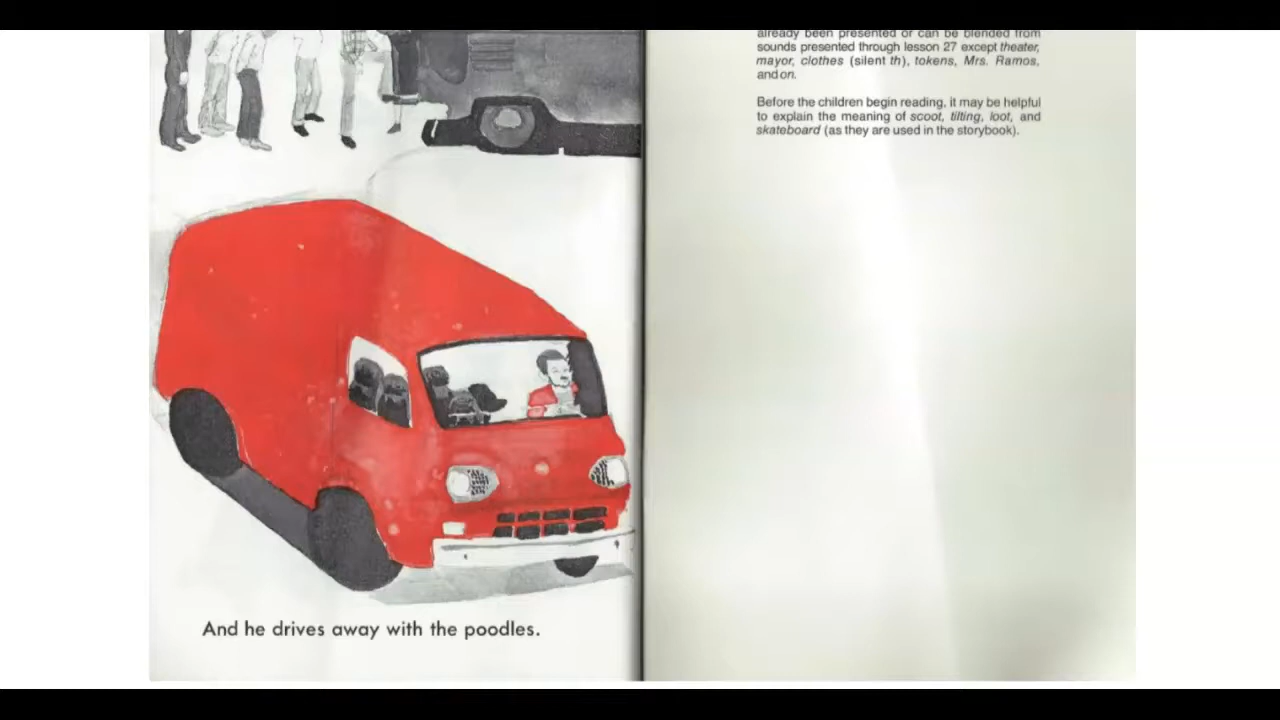 And he drives away with the poodles.
already been presented or can be blended from
sounds presented through lesson 27 except theater,
mayor, clothes (silent th), tokens, Mrs. Ramos,
and on.
Before the children begin reading, it may be helpful
to explain the meaning of scoot, tilting, loot, and
skateboard (as they are used in the storybook).